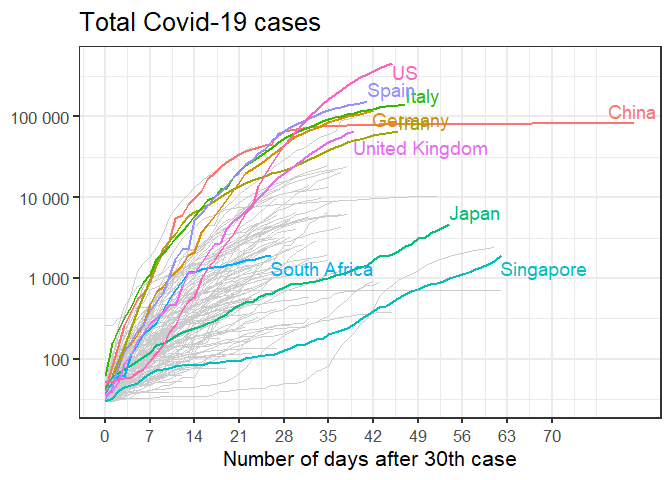 Total Covid-19 cases
US
Spain
Italy
China
100 000
Germany
Iran
United Kingdom
10 000
Japan
1 000
South Africa
Singapore
100
0 7 14 21 28 35 42 49 56 63 70
Number of days after 30th case